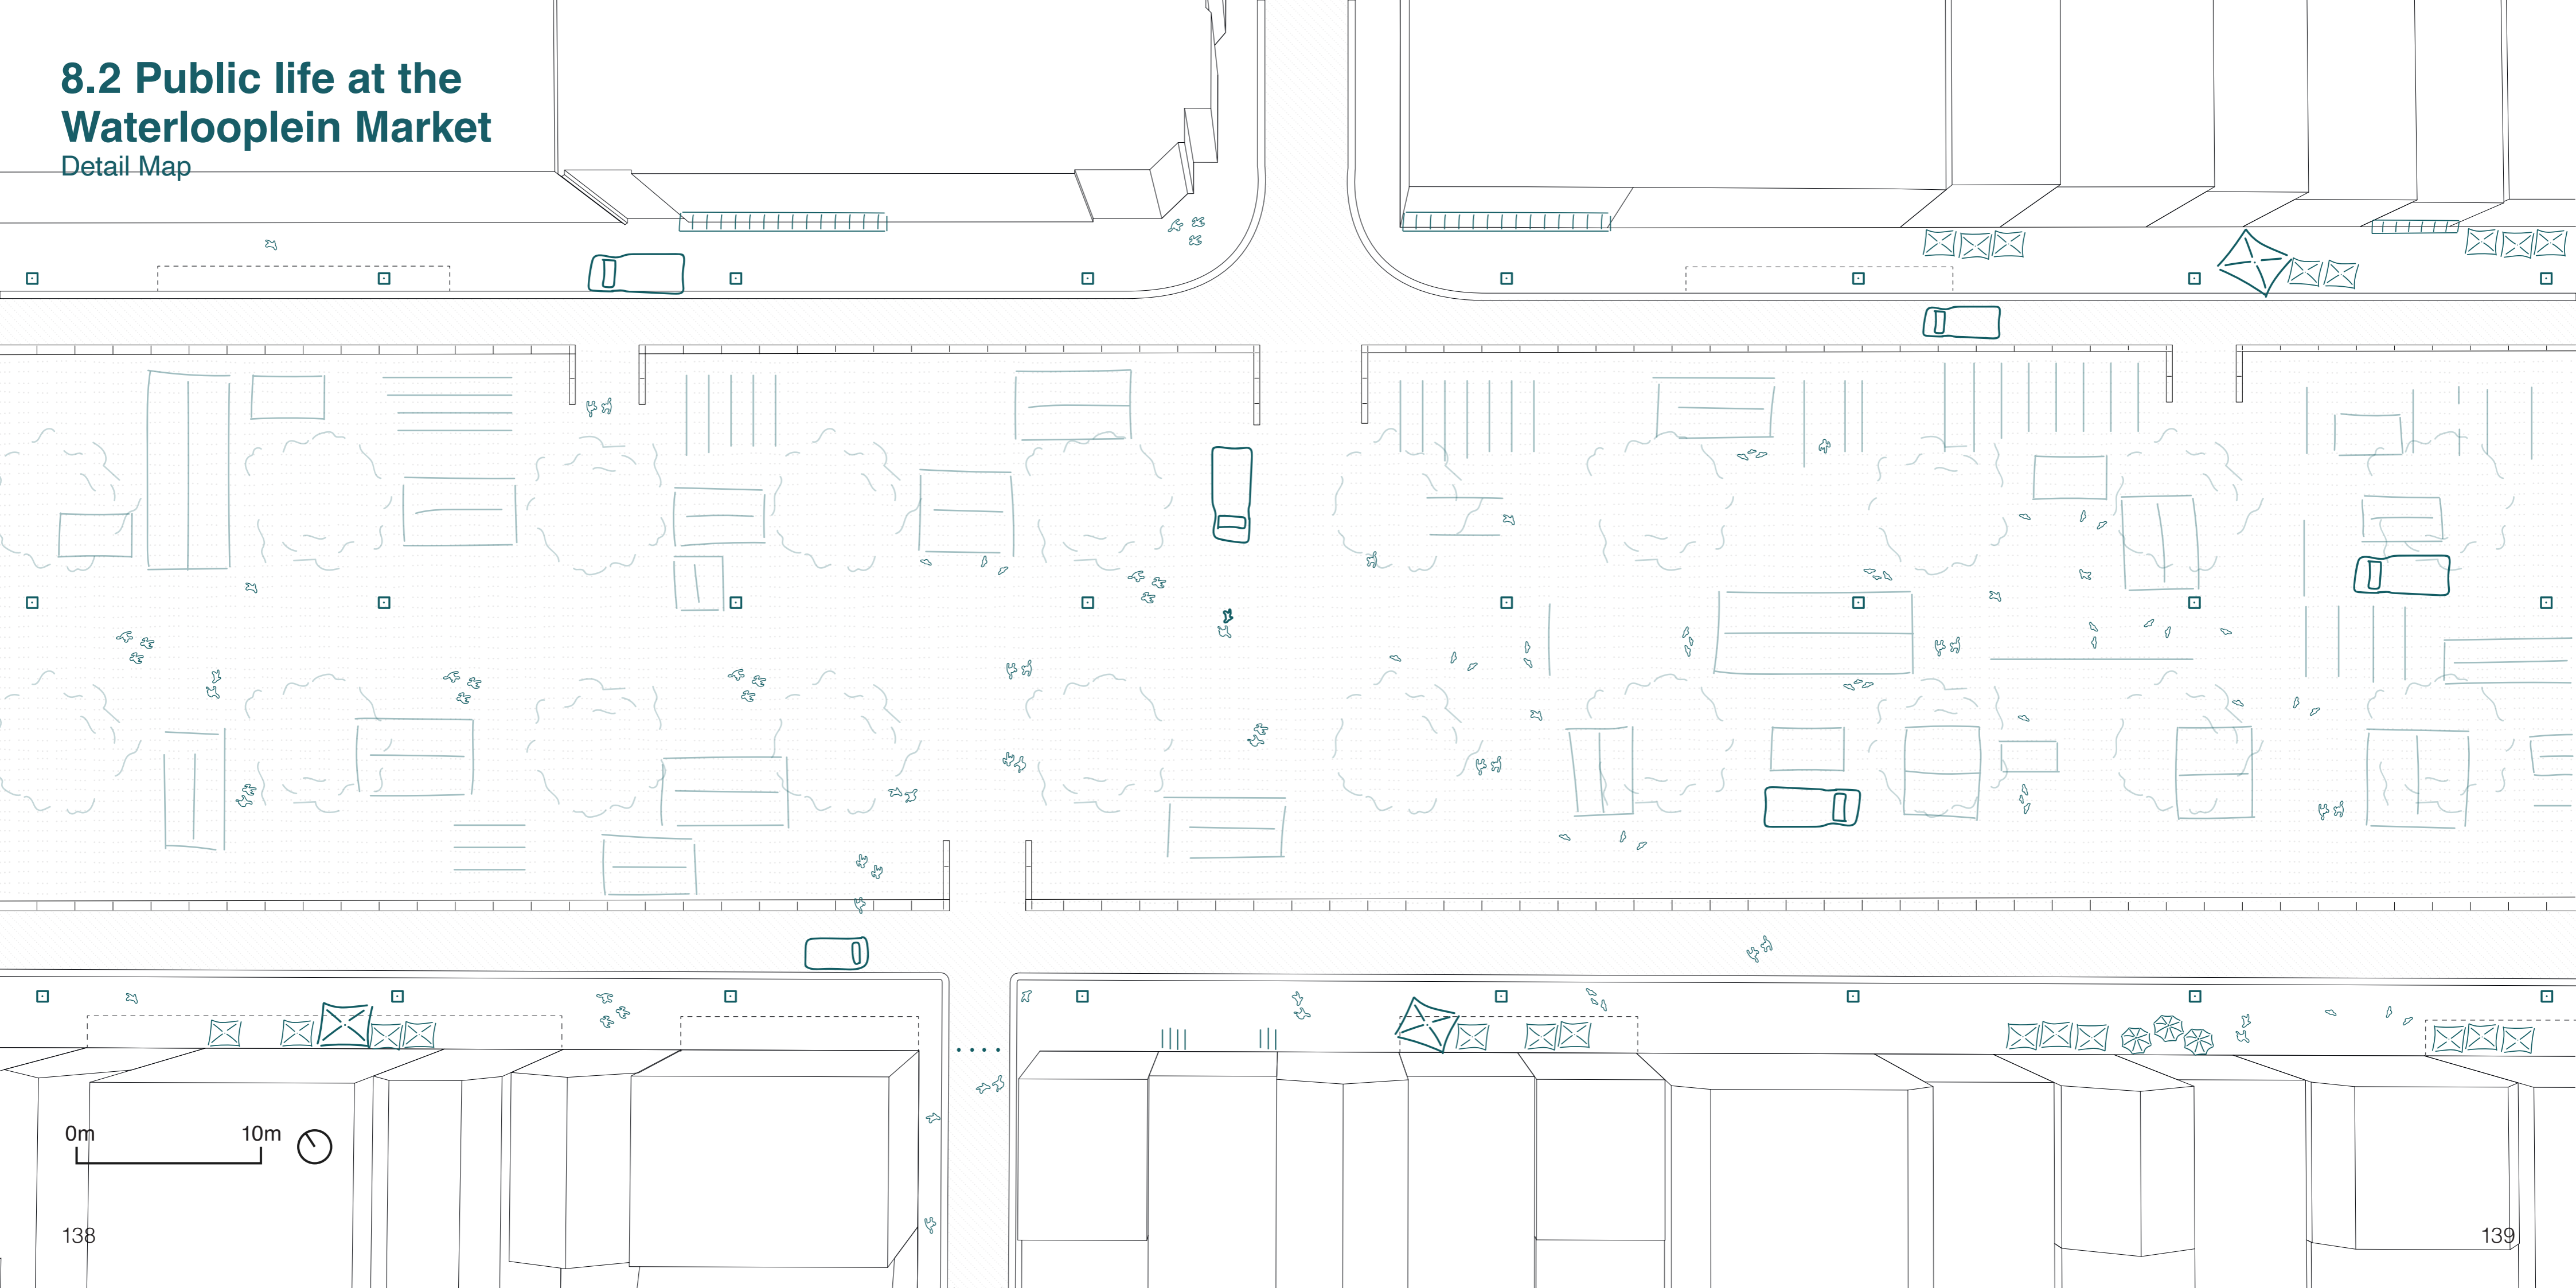 8.2 Public life at the
Waterlooplein Market
Detail Map
0m 10m
138
139